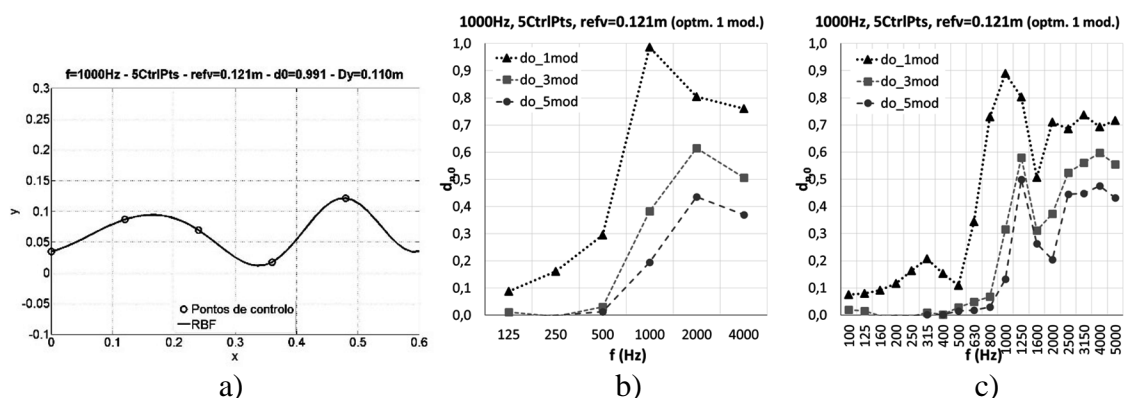 f=1000Hz - 5CtrlPts - refv=0.121m - d0=0.991 - Dy=0.110m
0.3
0.25
0.2
0.15
y
0.1
0.05
0
-0.05
-0.1
Pontos de controlo
RBF
0 0.1 0.2 0.3 0.4 0.5 0.6
x
a)
1000Hz, 5CtrlPts, refv=0.121m (optm. 1 mod.)
1,0
0,9
0,8
0,7
0,6
0,5
0,4
0,3
0,2
0,1
0,0
do_1mod
do_3mod
do_5mod
125 250 500 1000 2000 4000
f (Hz)
b)
1000Hz, 5CtrlPts, refv=0.121m (optm. 1 mod.)
1,0
0,9
0,8
0,7
0,6
0,5
0,4
0,3
0,2
0,1
0,0
do_1mod
do_3mod
do_5mod
100 125 160 200 250 315 400 500 630 800 1000 1250 1600 2000 2500 3150 4000 5000
f (Hz)
c)